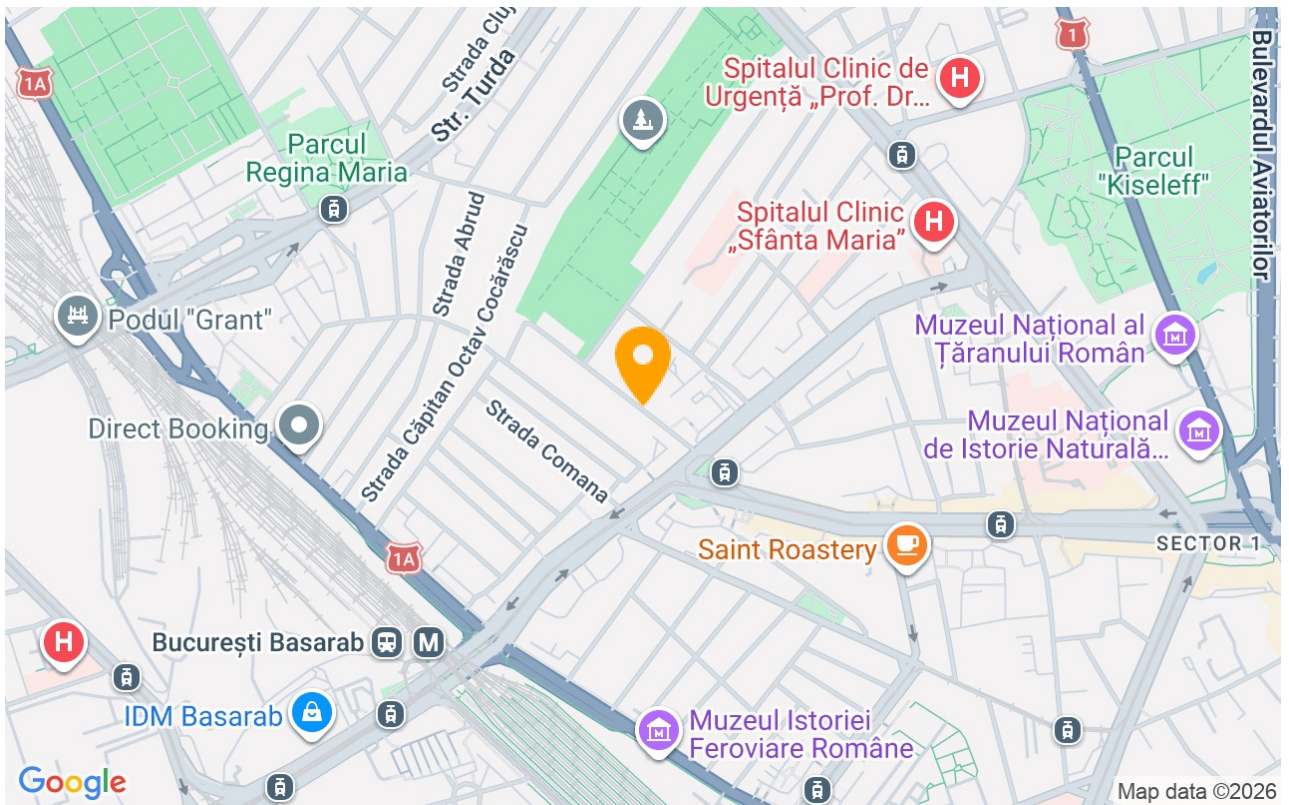 1A
Strada Cluj
Str. Turda
Spitalul Clinic de
Urgență „Prof. Dr...
H
1
Bulevardul Aviatorilor
Parcul
Regina Maria
Parcul
"Kiseleff"
Strada Abrud
Strada Căpitan Octav Cocărăscu
Spitalul Clinic
„Sfânta Maria”
H
Podul "Grant"
Muzeul Național al
Țăranului Român
M
Direct Booking
Strada Comana
Muzeul Național
de Istorie Naturală...
M
1A
Saint Roastery
SECTOR 1
H
București Basarab
M
IDM Basarab
Muzeul Istoriei
Feroviare Române
M
Google
Map data ©2026